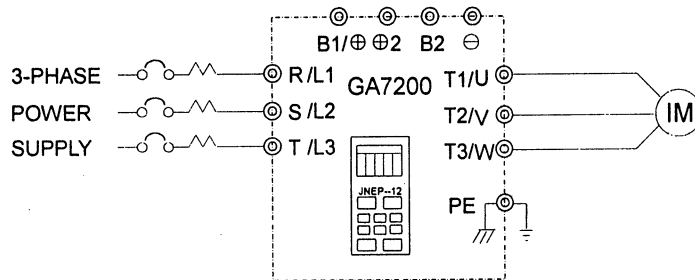 B1/⊕ ⊕2 B2 ⊖
3-PHASE R/L1 GA7200 T1/U
POWER S/L2 T2/V IM
SUPPLY T/L3 T3/W
JNEP--12
PE